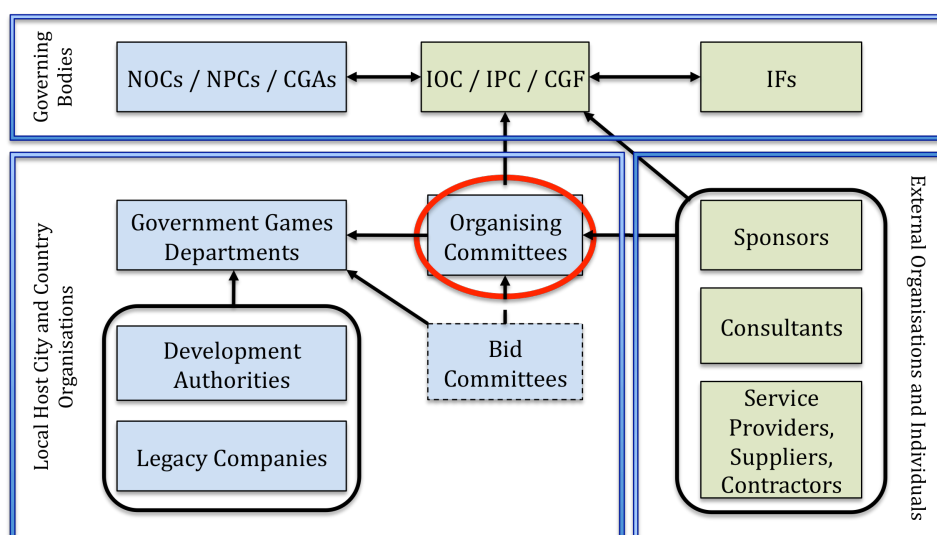 Governing
Bodies
NOCs / NPCs / CGAs
IOC / IPC / CGF
IFs
Local Host City and Country
Organisations
Government Games
Departments
Organising
Committees
Development
Authorities
Bid
Committees
Legacy Companies
External Organisations and Individuals
Sponsors
Consultants
Service
Providers,
Suppliers,
Contractors